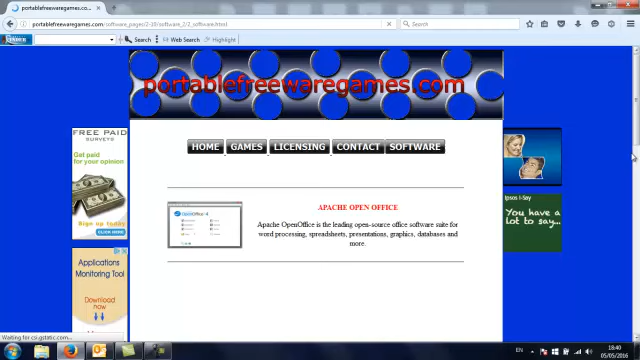 portablefreewaregames.co...
portablefreewaregames.com/software_pages/2-10/software_2/2_software.html
Search
Search
Web Search
Highlight
portablefreewaregames.com
HOME
GAMES
LICENSING
CONTACT
SOFTWARE
FREE PAID
SURVEYS
Get paid
for your opinion
Sign up today
CLICK HERE
Applications
Monitoring Tool
Download
now
APACHE OPEN OFFICE
Apache OpenOffice is the leading open-source office software suite for
word processing, spreadsheets, presentations, graphics, databases and
more.
Ipsos I-Say
You have a
lot to say...
Waiting for csi.gstatic.com...
EN
18:40
05/05/2016